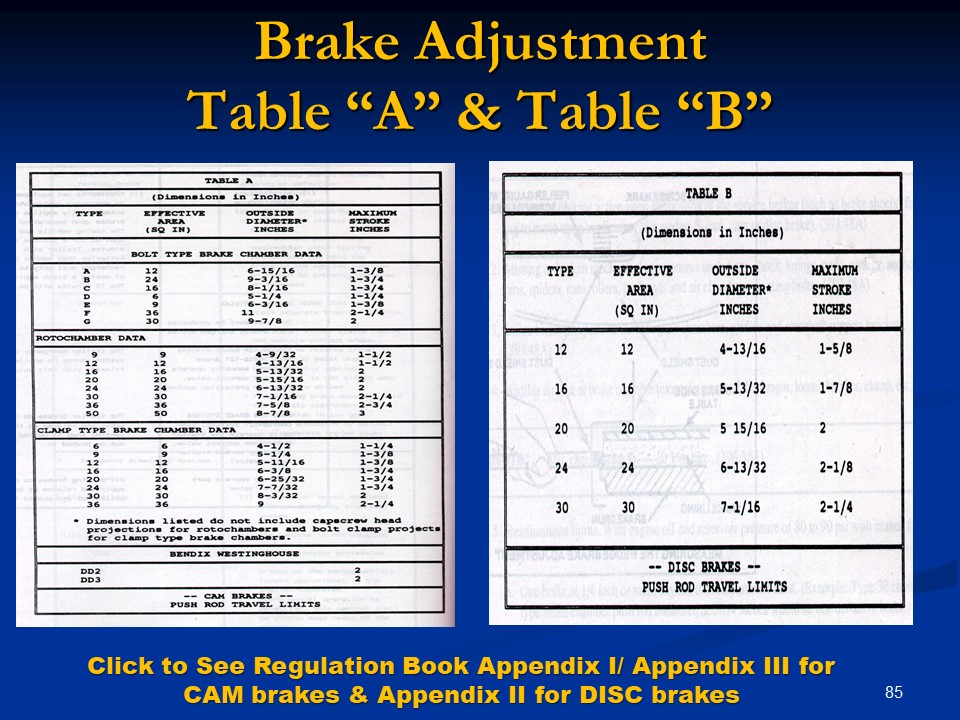 Brake Adjustment
Table “A” & Table “B”
TABLE A
(Dimensions in Inches)
TYPE EFFECTIVE OUTSIDE MAXIMUM
AREA DIAMETER* STROKE
(SQ IN) INCHES INCHES
BOLT TYPE BRAKE CHAMBER DATA
A 12 6-15/16 1-3/8
B 24 9-3/16 1-3/4
C 16 8-1/16 1-3/4
D 6 5-1/4 1-1/4
E 9 6-3/16 1-3/8
F 36 11 2-1/4
G 30 9-7/8 2
ROTOCHAMBER DATA
9 9 4-9/32 1-1/2
12 12 4-13/16 1-1/2
16 16 5-13/32 2
20 20 5-15/16 2
24 24 6-13/32 2
30 30 7-1/16 2-1/4
36 36 7-5/8 2-3/4
50 50 8-7/8 3
CLAMP TYPE BRAKE CHAMBER DATA
6 6 4-1/2 1-1/4
9 9 5-1/4 1-3/8
12 12 5-11/16 1-3/8
16 16 6-3/8 1-3/4
20 20 6-25/32 1-3/4
24 24 7-7/32 1-3/4
30 30 8-3/32 2
36 36 9 2-1/4
* Dimensions listed do not include capscrew head
projections for rotochambers and bolt clamp projects
for clamp type brake chambers.
BENDIX WESTINGHOUSE
DD2 2
DD3 2
-- CAM BRAKES --
PUSH ROD TRAVEL LIMITS
TABLE B
(Dimensions in Inches)
TYPE EFFECTIVE OUTSIDE MAXIMUM
AREA DIAMETER* STROKE
(SQ IN) INCHES INCHES
12 12 4-13/16 1-5/8
16 16 5-13/32 1-7/8
20 20 5 15/16 2
24 24 6-13/32 2-1/8
30 30 7-1/16 2-1/4
-- DISC BRAKES --
PUSH ROD TRAVEL LIMITS
Click to See Regulation Book Appendix I/ Appendix III for
CAM brakes & Appendix II for DISC brakes
85